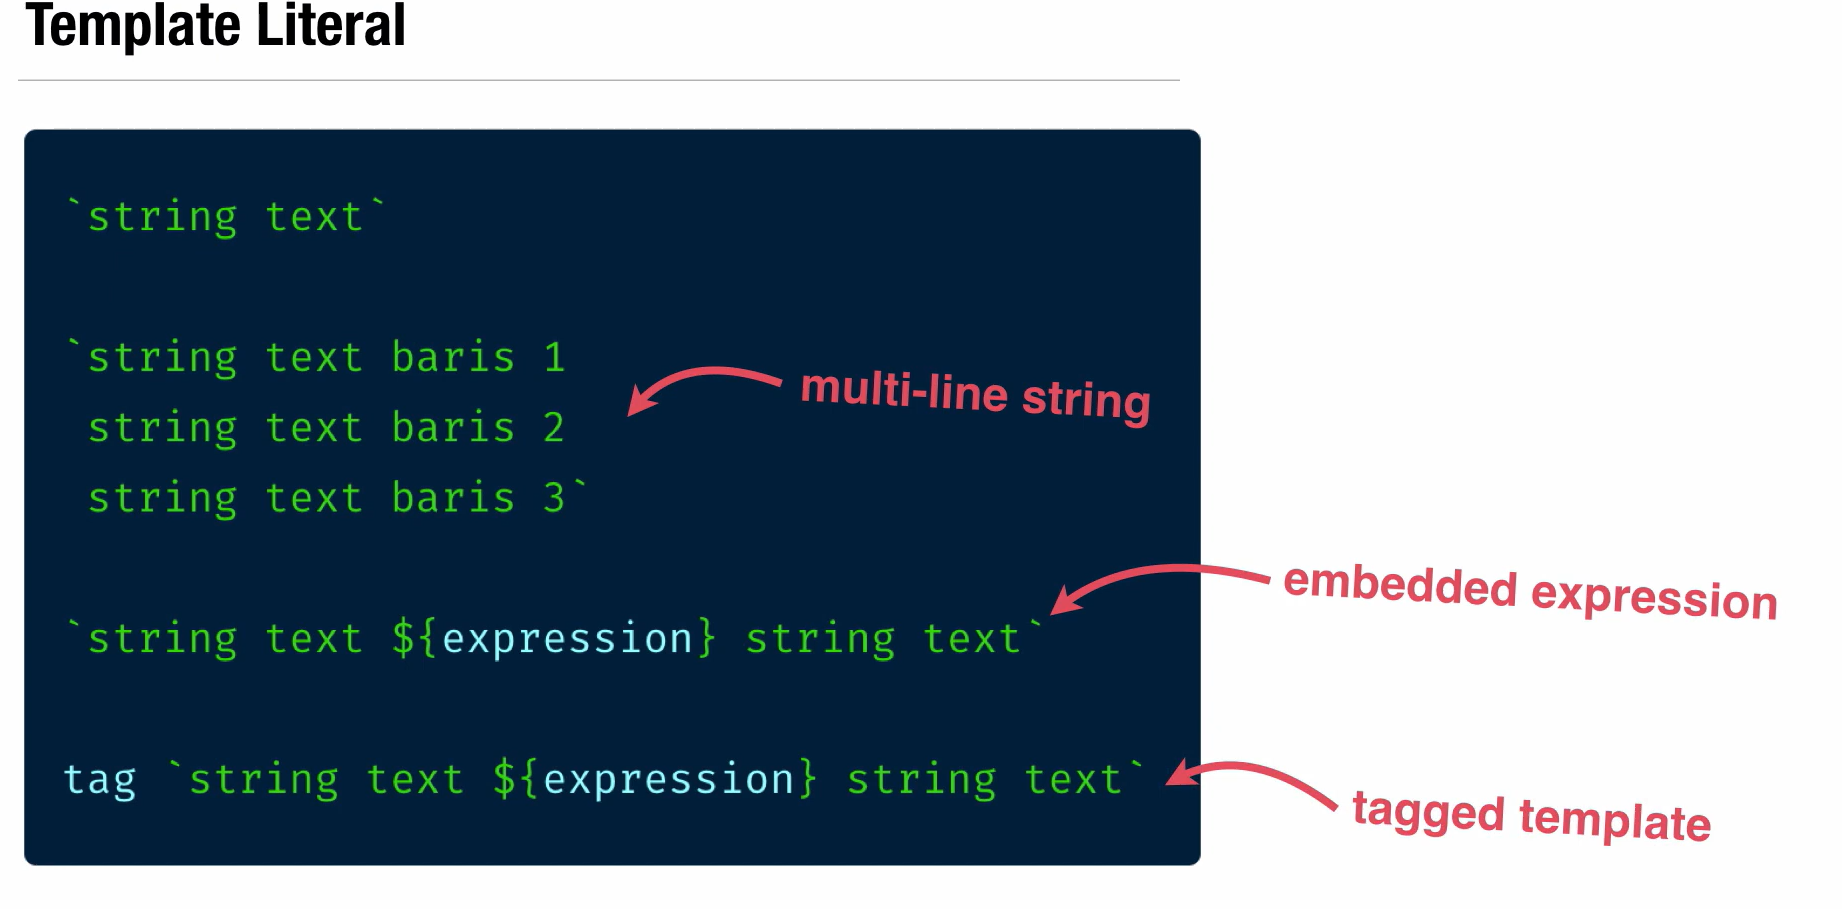 Template Literal
`string text`
`string text baris 1
multi-line string
string text baris 2
string text baris 3`
embedded expression
`string text ${expression} string text`
tag `string text ${expression} string text`
tagged template